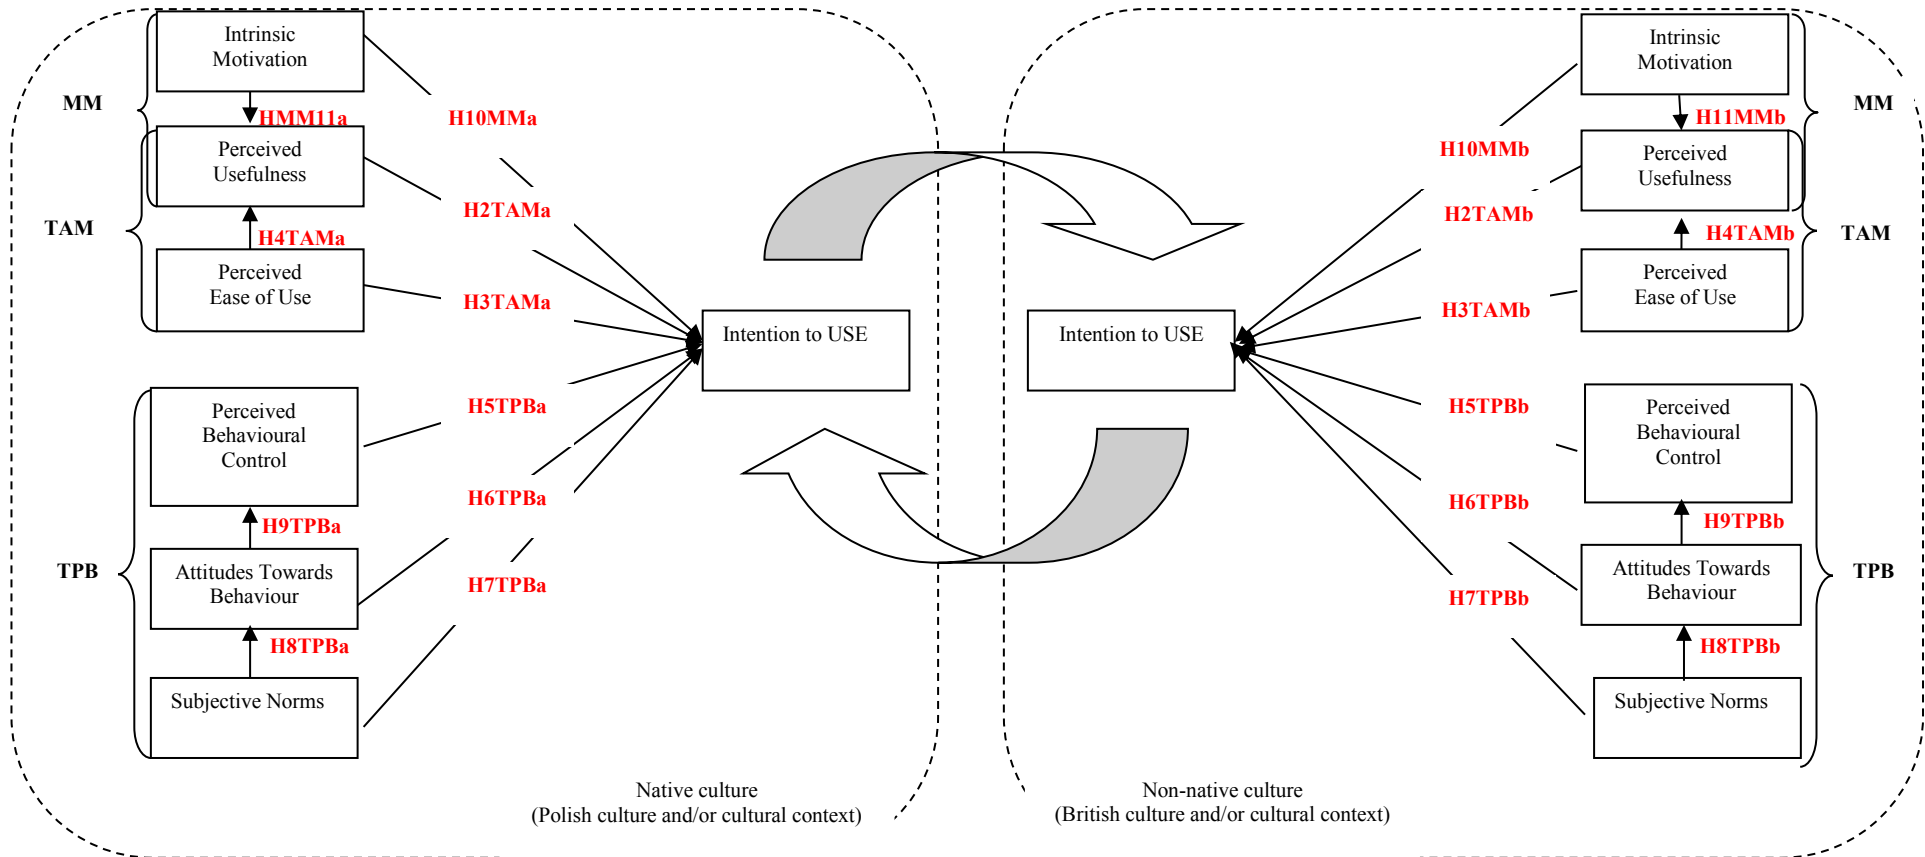 Intrinsic
Motivation
MM
HMM11a
H10MMa
Perceived
Usefulness
H2TAMa
TAM
H4TAMa
Perceived
Ease of Use
H3TAMa
Intention to USE
Perceived
Behavioural
Control
H5TPBa
H6TPBa
H9TPBa
TPB
Attitudes Towards
Behaviour
H7TPBa
H8TPBa
Subjective Norms
Native culture
(Polish culture and/or cultural context)
Intrinsic
Motivation
MM
H11MMb
H10MMb
Perceived
Usefulness
H2TAMb
TAM
H4TAMb
Perceived
Ease of Use
H3TAMb
Intention to USE
Perceived
Behavioural
Control
H5TPBb
H6TPBb
H9TPBb
TPB
Attitudes Towards
Behaviour
H7TPBb
H8TPBb
Subjective Norms
Non-native culture
(British culture and/or cultural context)